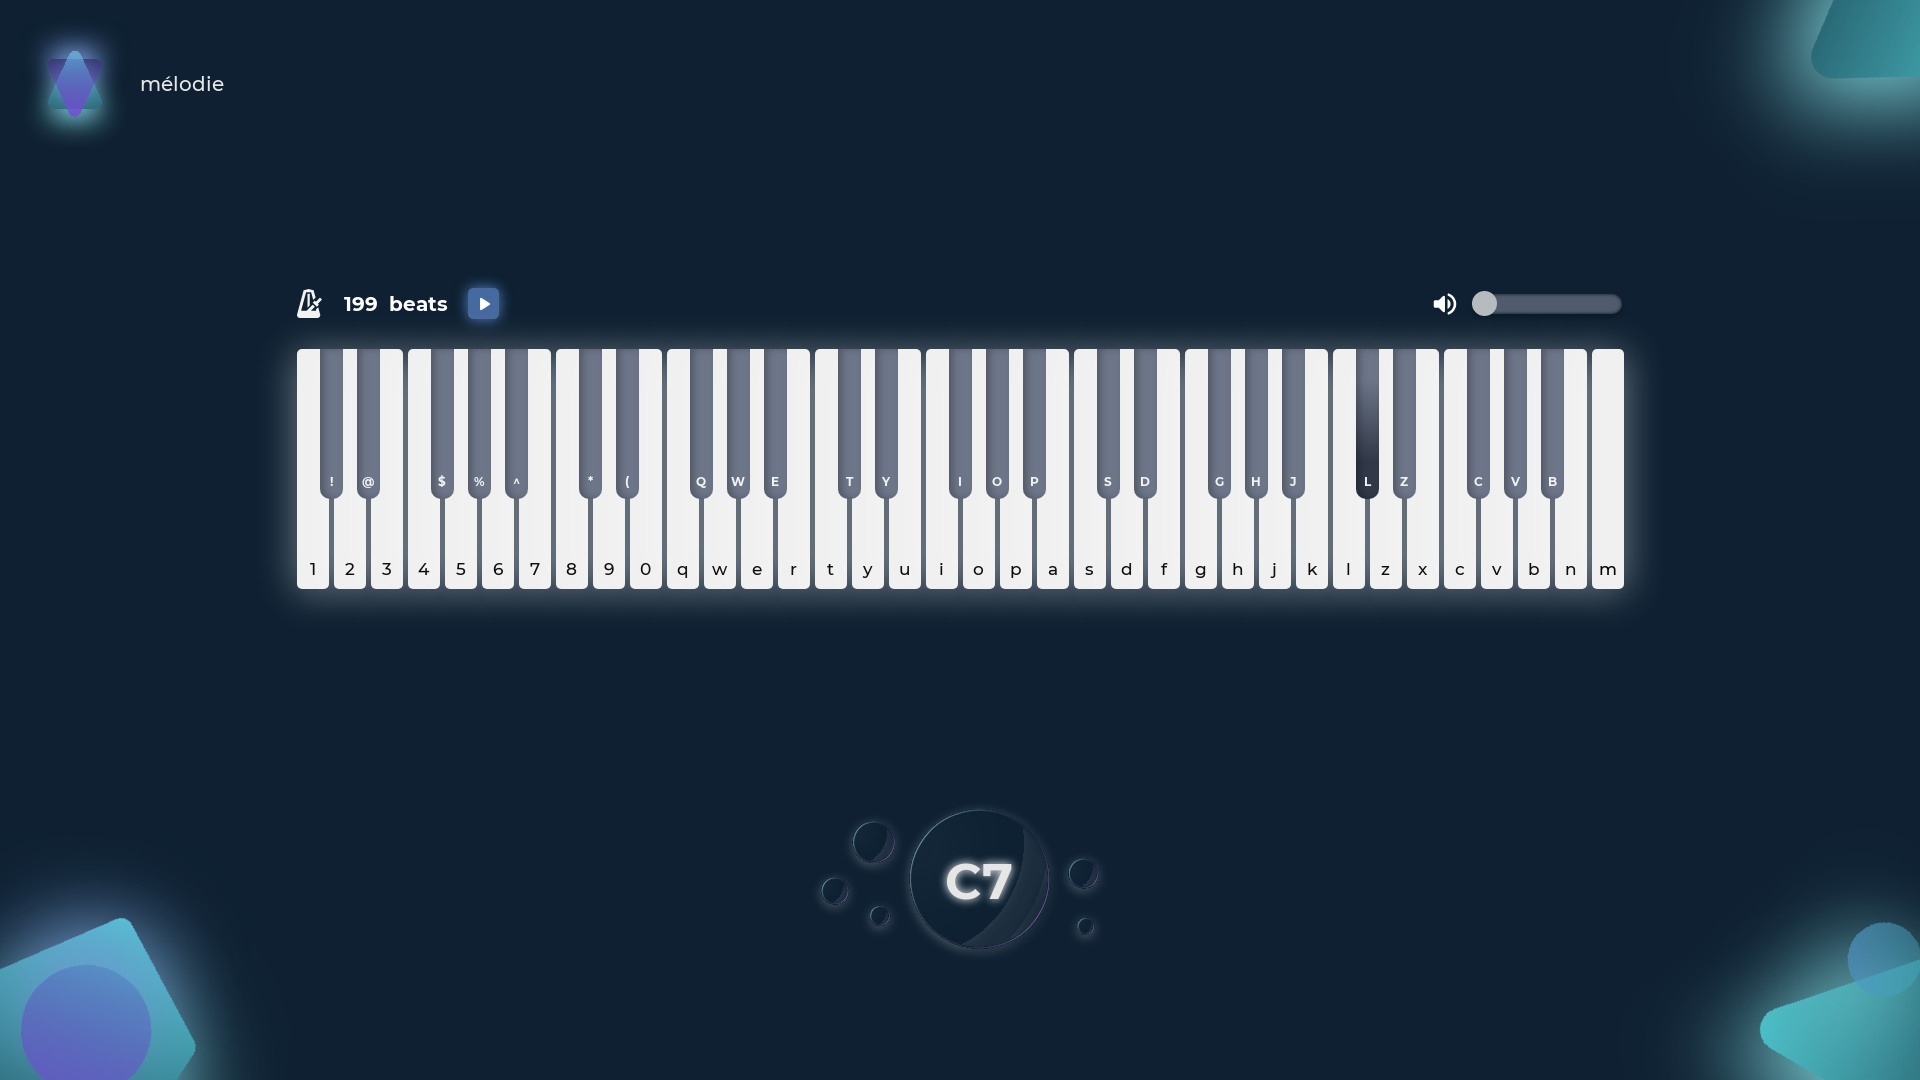 mélodie
199 beats
! @ $ % ^ * ( Q W E T Y I O P S D G H J L Z C V B
1 2 3 4 5 6 7 8 9 0 q w e r t y u i o p a s d f g h j k l z x c v b n m
C7